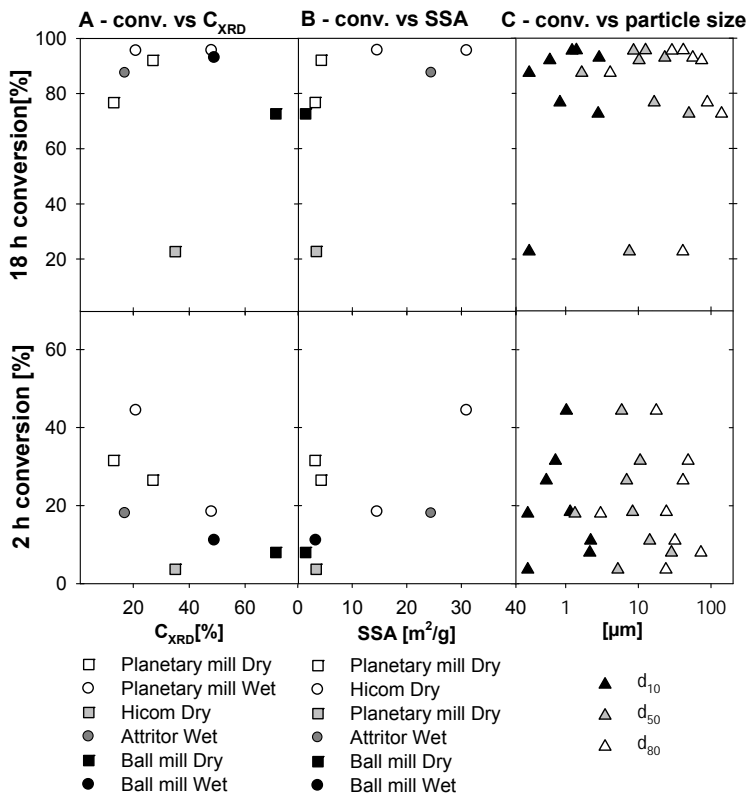 A - conv. vs C_XRD
B - conv. vs SSA
C - conv. vs particle size
18 h conversion[%]
100
80
60
40
20
2 h conversion [%]
60
40
20
0
20 40 60
0 10 20 30 40
1 10 100
C_XRD[%]
SSA [m²/g]
[µm]
Planetary mill Dry
Planetary mill Wet
Hicom Dry
Attritor Wet
Ball mill Dry
Ball mill Wet
Planetary mill Dry
Hicom Dry
Planetary mill Dry
Attritor Wet
Ball mill Dry
Ball mill Wet
d₁₀
d₅₀
d₈₀